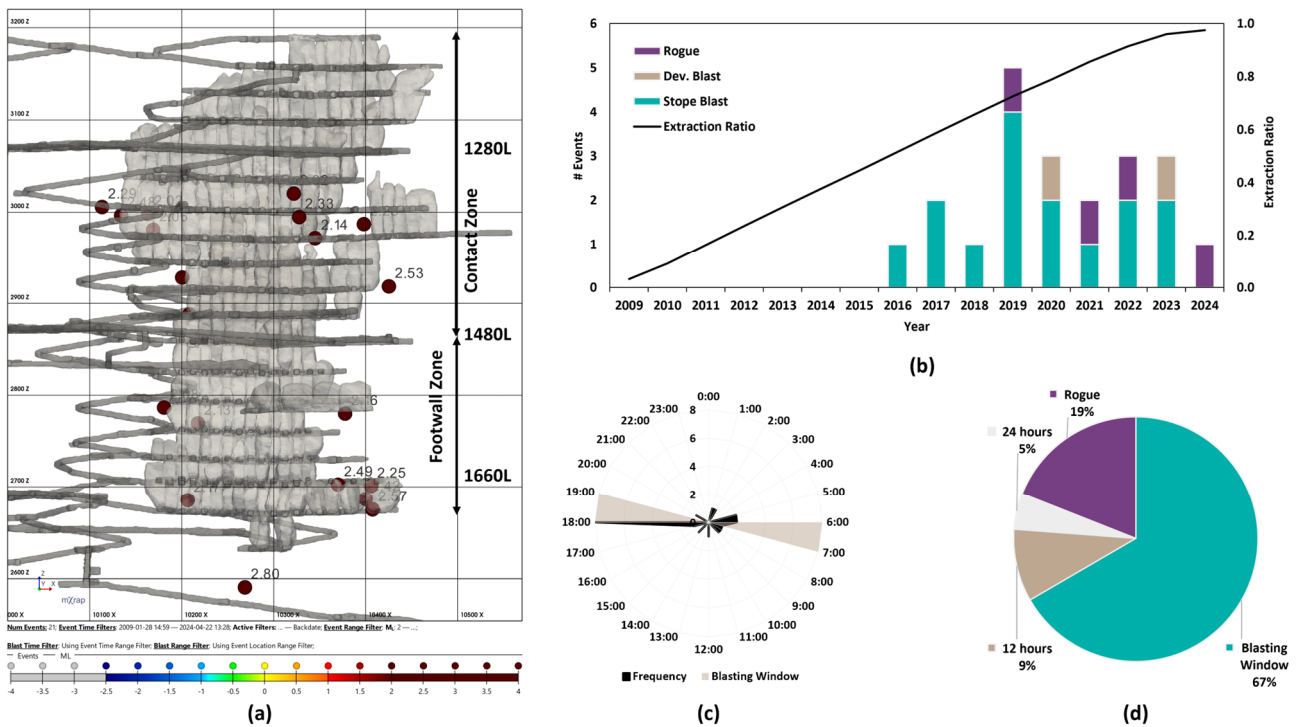 3200 Z
3100 Z
3000 Z
2900 Z
2800 Z
2700 Z
2600 Z
1280L
Contact Zone
1480L
Footwall Zone
1660L
2.29
2.33
2.14
2.53
2.13
2.49
2.25
2.57
2.80
Z
Y
X
mXrap
000 X
10100 X
10200 X
10300 X
10400 X
10500 X
Num Events: 21; Event Time Filters: 2009-01-28 14:59 — 2024-04-22 13:28; Active Filters: ... — Backdate; Event Range Filter: ML: 2 — ...;
Blast Time Filter: Using Event Time Range Filter; Blast Range Filter: Using Event Location Range Filter;
Events — ML
-4 -3.5 -3 -2.5 -2 -1.5 -1 -0.5 0 0.5 1 1.5 2 2.5 3 3.5 4
(a)
6
5
4
3
2
1
0
# Events
Rogue
Dev. Blast
Stope Blast
Extraction Ratio
1.0
0.8
0.6
0.4
0.2
0.0
Extraction Ratio
2009 2010 2011 2012 2013 2014 2015 2016 2017 2018 2019 2020 2021 2022 2023 2024
Year
(b)
0:00
1:00
2:00
3:00
4:00
5:00
6:00
7:00
8:00
9:00
10:00
11:00
12:00
13:00
14:00
15:00
16:00
17:00
18:00
19:00
20:00
21:00
22:00
23:00
8
6
4
2
0
Frequency
Blasting Window
(c)
Rogue
19%
24 hours
5%
12 hours
9%
Blasting
Window
67%
(d)